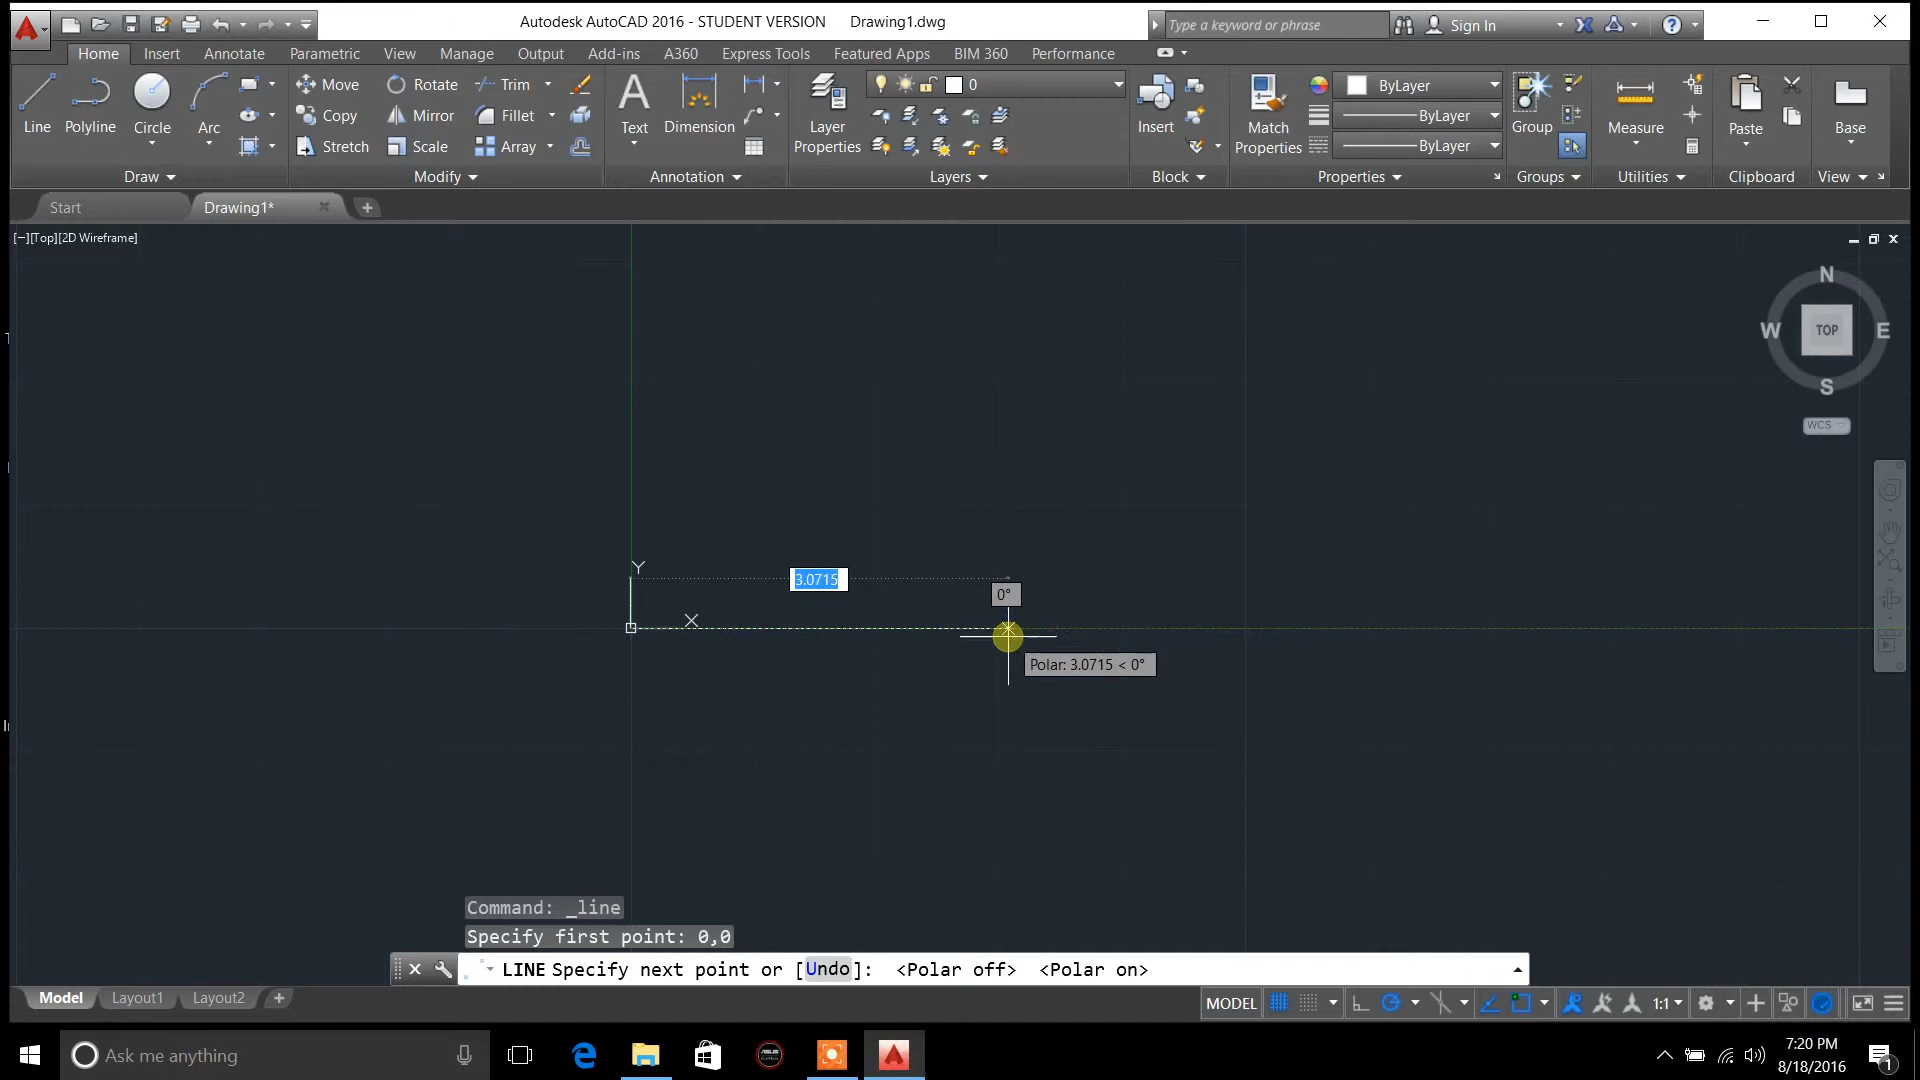 Autodesk AutoCAD 2016 - STUDENT VERSION Drawing1.dwg
Type a keyword or phrase
Sign In
Home Insert Annotate Parametric View Manage Output Add-ins A360 Express Tools Featured Apps BIM 360 Performance
Line Polyline Circle Arc
Move Rotate Trim
Copy Mirror Fillet
Stretch Scale Array
Text Dimension
Layer Properties
0
Insert
Match Properties
ByLayer
ByLayer
ByLayer
Group
Measure
Paste
Base
Draw Modify Annotation Layers Block Properties Groups Utilities Clipboard View
Start Drawing1*
[−][Top][2D Wireframe]
N
W TOP E
S
WCS
Y
3.0715
0°
X
Polar: 3.0715 < 0°
Command: _line
Specify first point: 0,0
LINE Specify next point or [Undo]: <Polar off> <Polar on>
Model Layout1 Layout2
MODEL 1:1
Ask me anything
ASUS
7:20 PM
8/18/2016
1